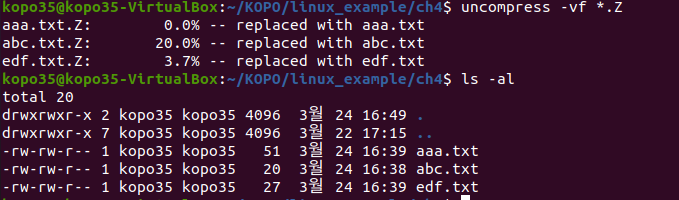 kopo35@kopo35-VirtualBox:~/KOPO/linux_example/ch4$ uncompress -vf *.Z
aaa.txt.Z:        0.0% -- replaced with aaa.txt
abc.txt.Z:       20.0% -- replaced with abc.txt
edf.txt.Z:        3.7% -- replaced with edf.txt
kopo35@kopo35-VirtualBox:~/KOPO/linux_example/ch4$ ls -al
total 20
drwxrwxr-x 2 kopo35 kopo35 4096  3월 24 16:49 .
drwxrwxr-x 7 kopo35 kopo35 4096  3월 22 17:15 ..
-rw-rw-r-- 1 kopo35 kopo35   51  3월 24 16:39 aaa.txt
-rw-rw-r-- 1 kopo35 kopo35   20  3월 24 16:38 abc.txt
-rw-rw-r-- 1 kopo35 kopo35   27  3월 24 16:39 edf.txt